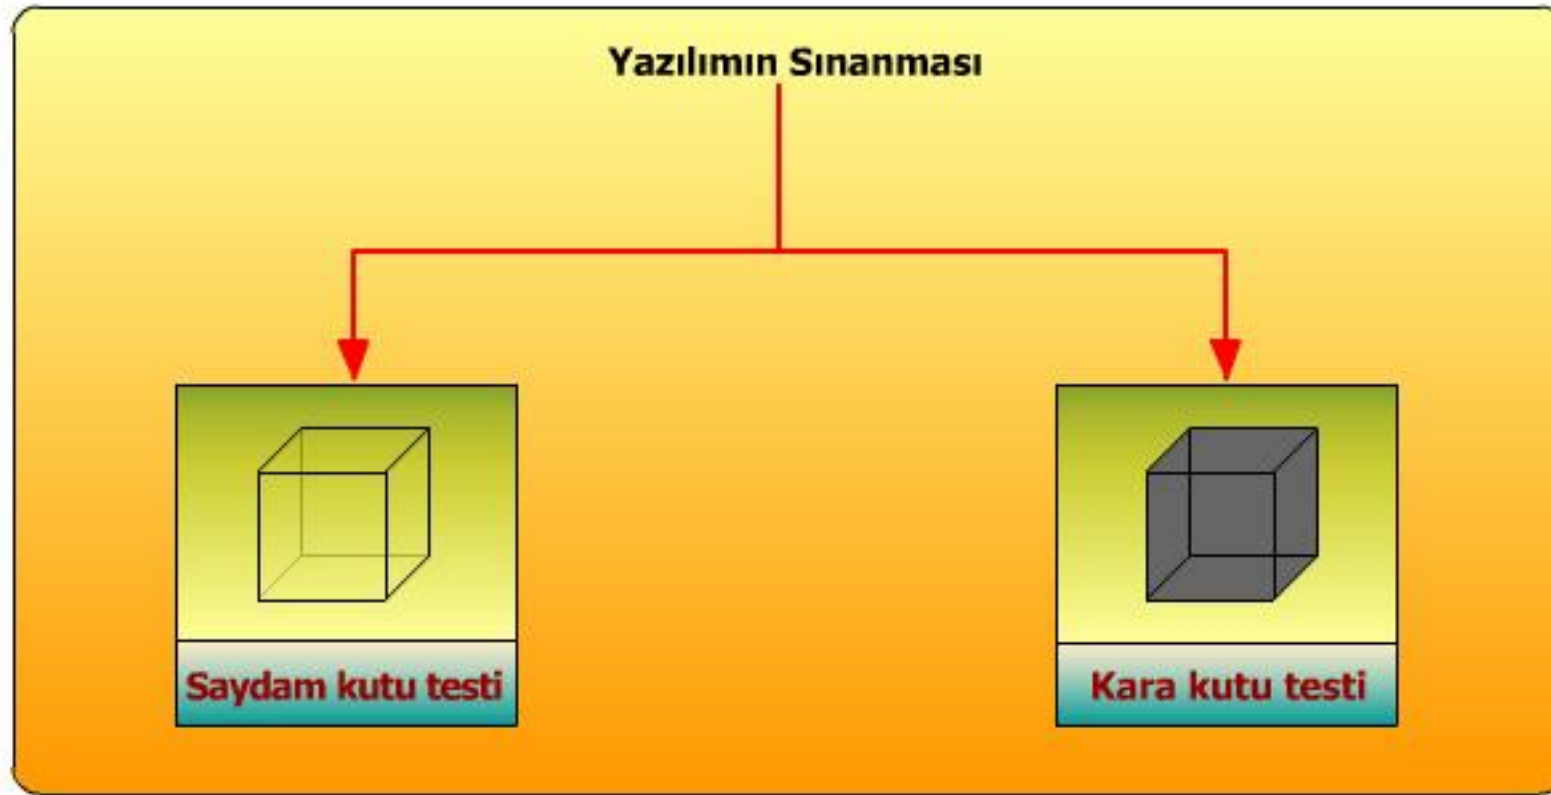 Yazılımın Sınanması
Saydam kutu testi
Kara kutu testi